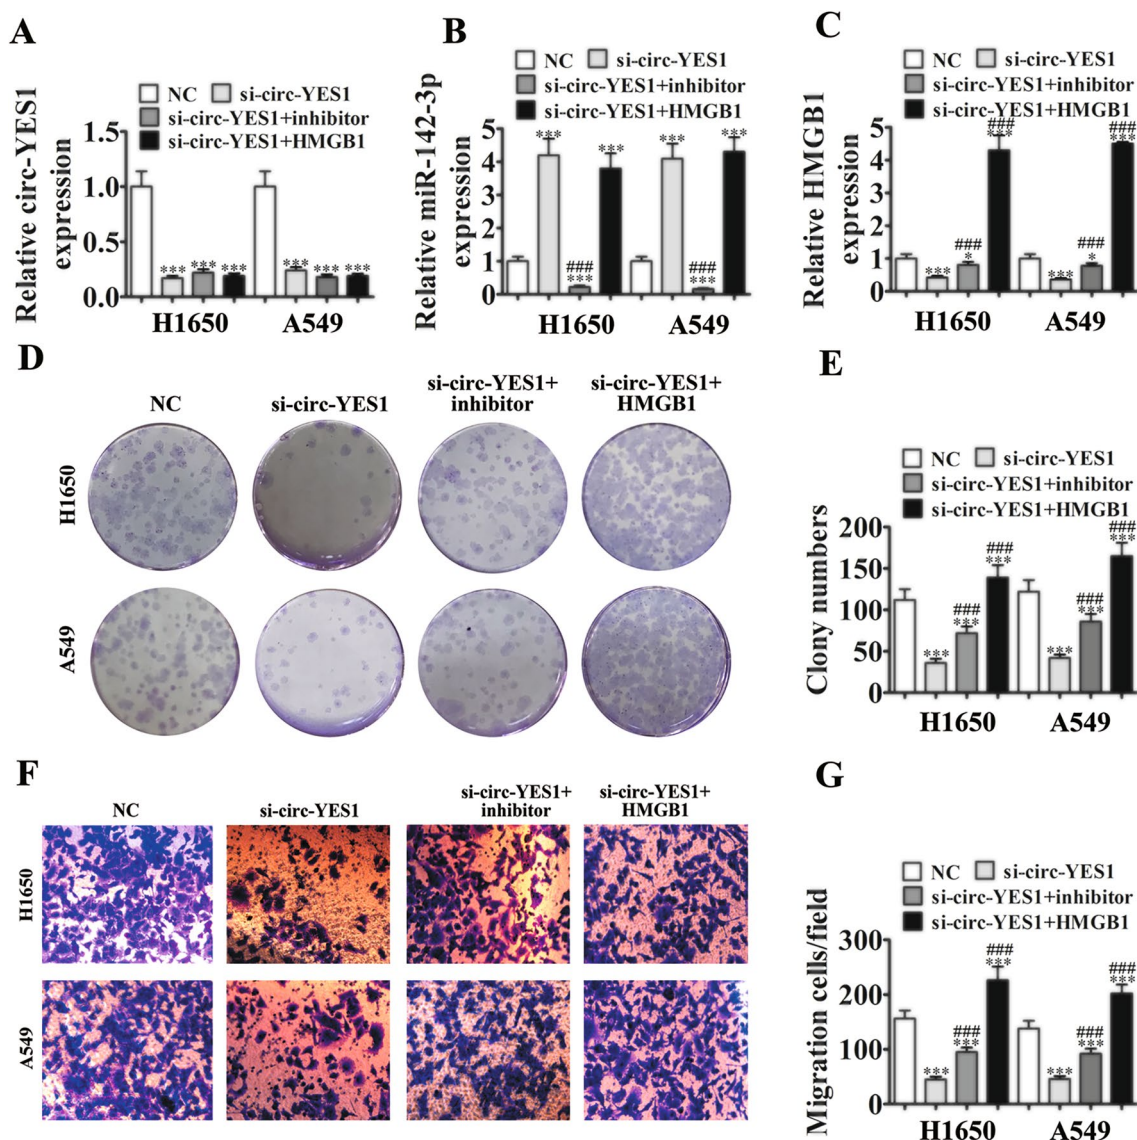 A
NC si-circ-YES1
si-circ-YES1+inhibitor
si-circ-YES1+HMGB1
Relative circ-YES1
expression
1.5
1.0
0.5
0.0
*** *** *** *** *** ***
H1650 A549
B
NC si-circ-YES1
si-circ-YES1+inhibitor
si-circ-YES1+HMGB1
Relative miR-142-3p
expression
5
4
3
2
1
0
*** ### *** *** *** ### *** ***
H1650 A549
C
NC si-circ-YES1
si-circ-YES1+inhibitor
si-circ-YES1+HMGB1
Relative HMGB1
expression
5
4
3
2
1
0
*** ### * ### *** *** ### * ### ***
H1650 A549
D
NC
si-circ-YES1
si-circ-YES1+
inhibitor
si-circ-YES1+
HMGB1
H1650
A549
E
NC si-circ-YES1
si-circ-YES1+inhibitor
si-circ-YES1+HMGB1
Clony numbers
200
150
100
50
0
*** ### *** ### *** *** ### *** ### ***
H1650 A549
F
NC
si-circ-YES1
si-circ-YES1+
inhibitor
si-circ-YES1+
HMGB1
H1650
A549
G
NC si-circ-YES1
si-circ-YES1+inhibitor
si-circ-YES1+HMGB1
Migration cells/field
300
200
100
0
*** ### *** ### *** *** ### *** ### ***
H1650 A549